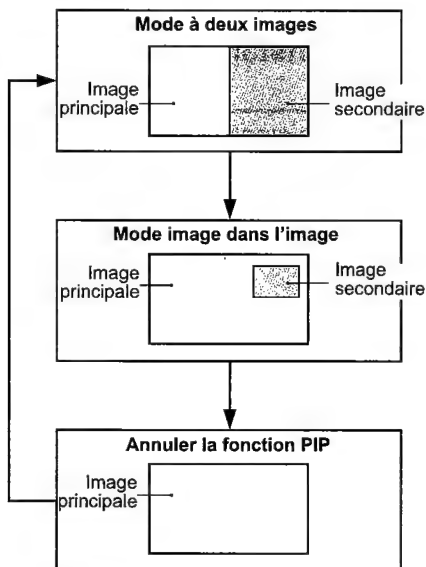 Mode à deux images
Image
principale
Image
secondaire
Mode image dans l'image
Image
principale
Image
secondaire
Annuler la fonction PIP
Image
principale